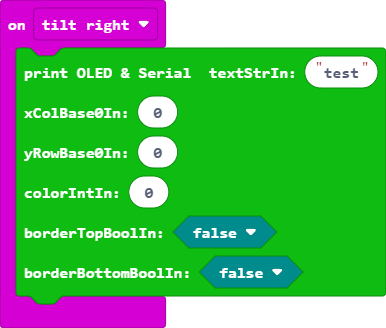 on tilt right
print OLED & Serial textStrIn: "test"
xColBase0In: 0
yRowBase0In: 0
colorIntIn: 0
borderTopBoolIn: false
borderBottomBoolIn: false